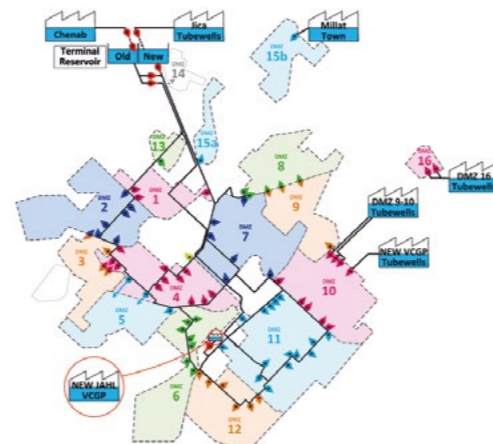 Chenab
Jica
Tubewells
Millat
Town
Terminal
Reservoir
Old
New
DMZ
14
DMZ
15b
DMZ
13
DMZ
15a
DMZ
8
DMZ
16
DMZ 16
Tubewells
DMZ
2
DMZ
1
DMZ
9
DMZ 9-10
Tubewells
DMZ
7
DMZ
3
NEW VCGP
Tubewells
DMZ
4
DMZ
10
DMZ
5
DMZ
11
NEW JAHL
VCGP
DMZ
6
DMZ
12